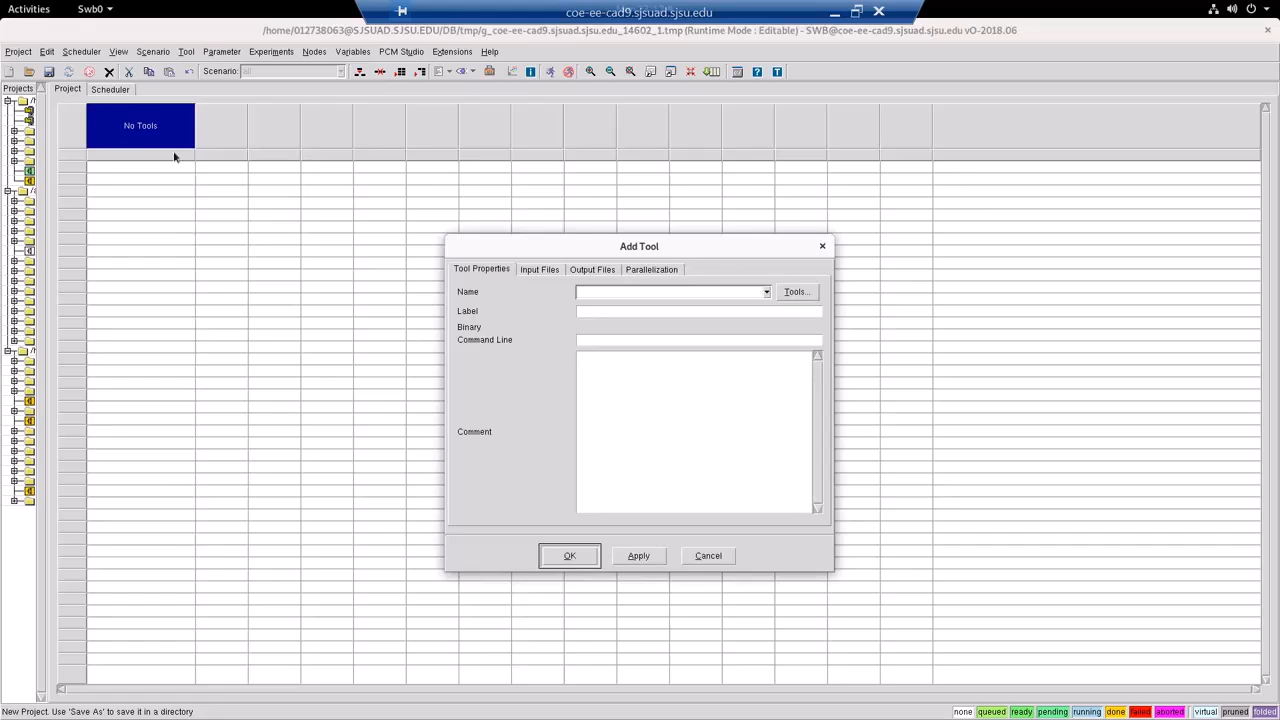 Activities Swb0
coe-ee-cad9.sjsuad.sjsu.edu
/home/012738063@SJSUAD.SJSU.EDU/DB/tmp/g_coe-ee-cad9.sjsuad.sjsu.edu_14602_1.tmp (Runtime Mode : Editable) - SWB@coe-ee-cad9.sjsuad.sjsu.edu vO-2018.06
Project Edit Scheduler View Scenario Tool Parameter Experiments Nodes Variables PCM Studio Extensions Help
Scenario: all
Projects Project Scheduler
No Tools
Add Tool
Tool Properties Input Files Output Files Parallelization
Name Tools...
Label
Binary
Command Line
Comment
OK Apply Cancel
New Project. Use 'Save As' to save it in a directory
none queued ready pending running done failed aborted virtual pruned folded